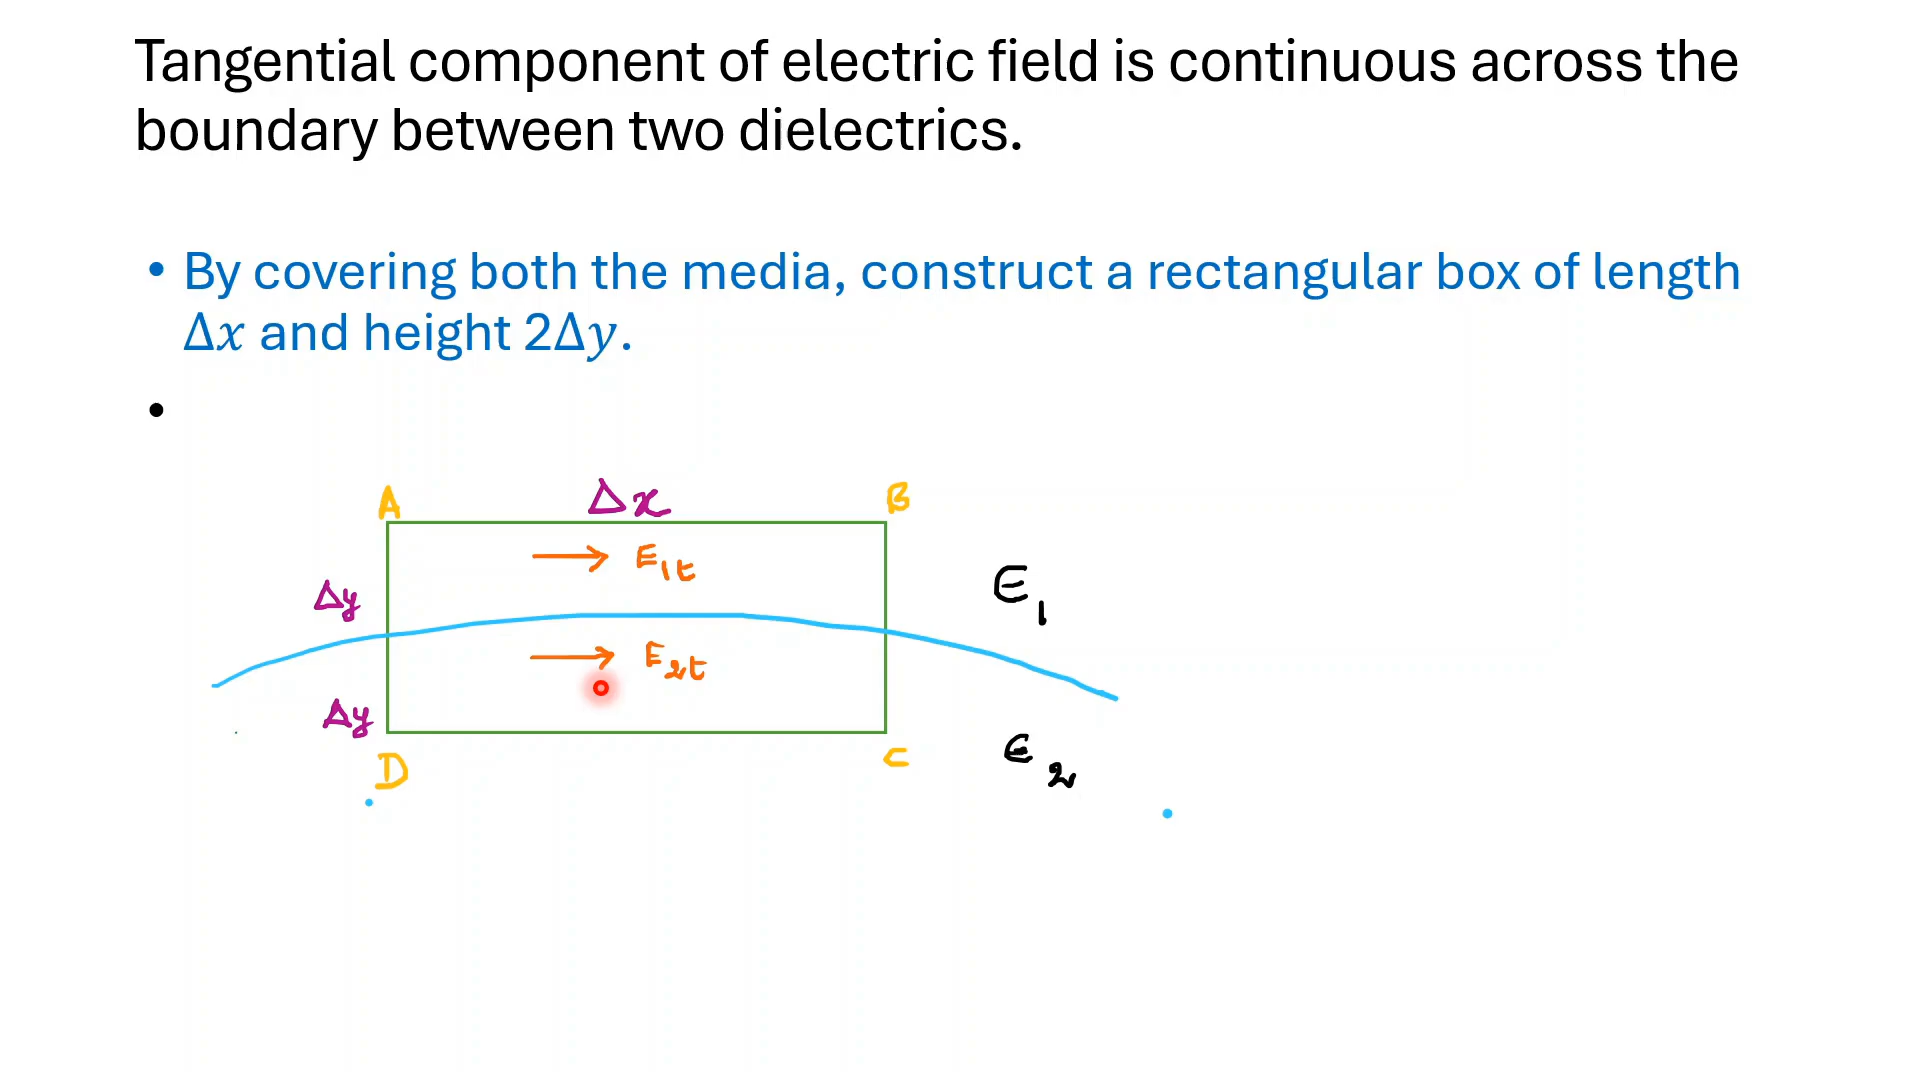 Tangential component of electric field is continuous across the
boundary between two dielectrics.
• By covering both the media, construct a rectangular box of length
Δx and height 2Δy.
•
A Δx B
E1t
Δy ϵ1
E2t
Δy
D C ϵ2